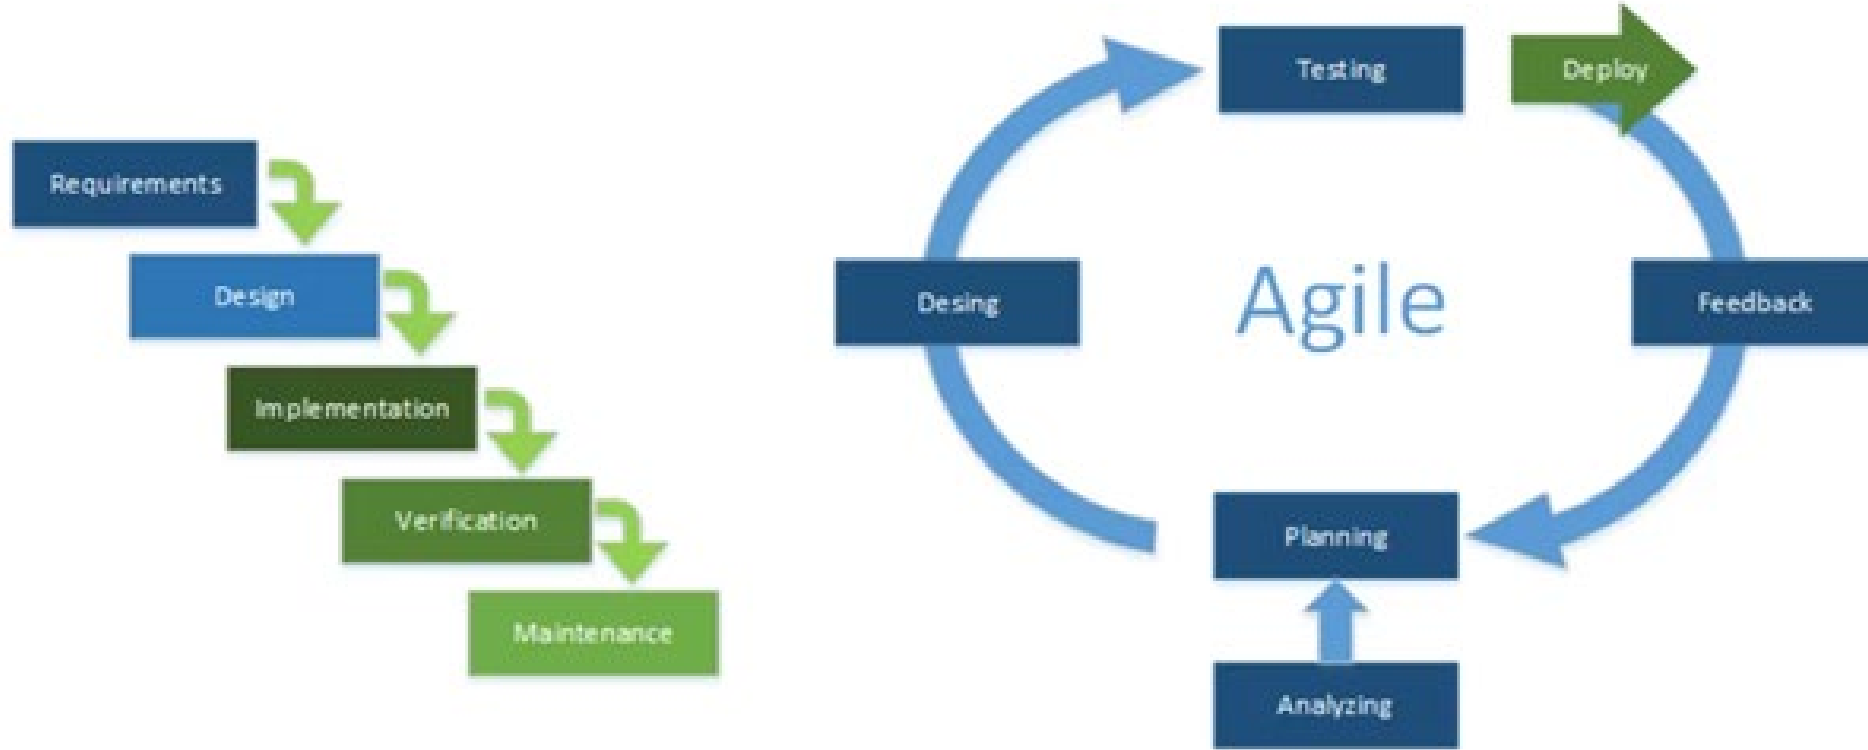 Requirements
Design
Implementation
Verification
Maintenance
Testing
Deploy
Desing
Agile
Feedback
Planning
Analyzing